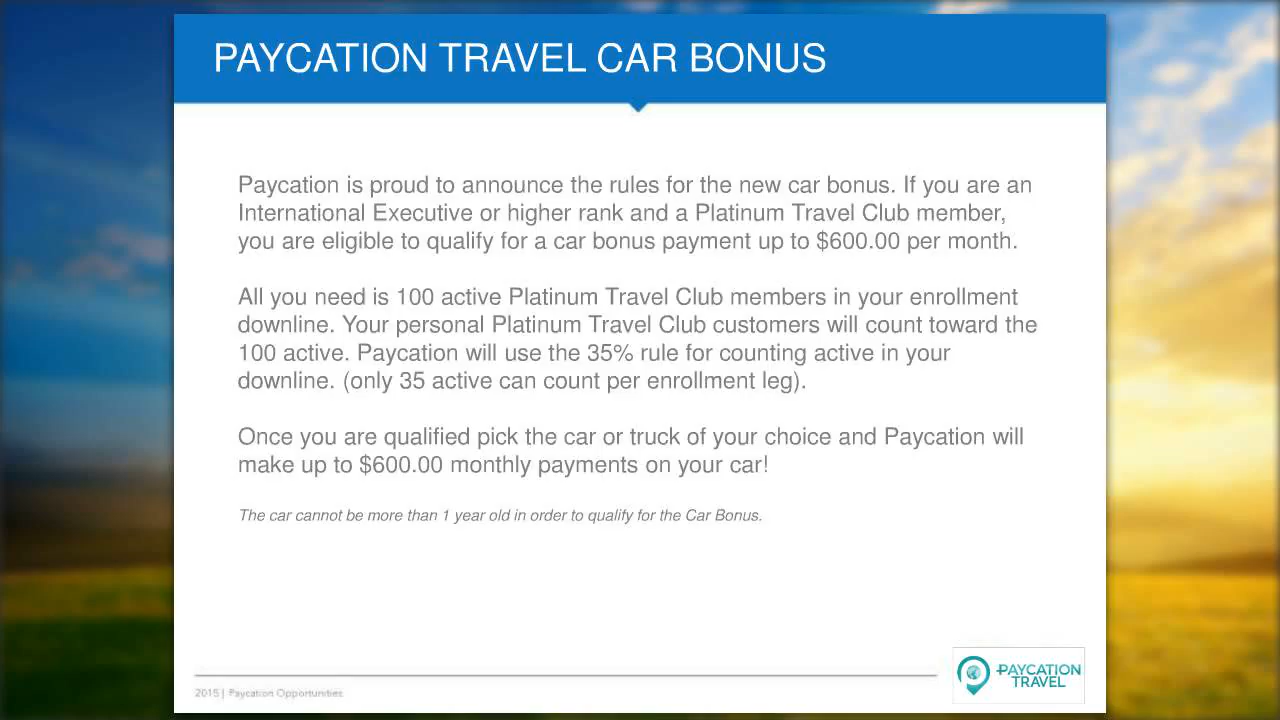 PAYCATION TRAVEL CAR BONUS
Paycation is proud to announce the rules for the new car bonus. If you are an
International Executive or higher rank and a Platinum Travel Club member,
you are eligible to qualify for a car bonus payment up to $600.00 per month.
All you need is 100 active Platinum Travel Club members in your enrollment
downline. Your personal Platinum Travel Club customers will count toward the
100 active. Paycation will use the 35% rule for counting active in your
downline. (only 35 active can count per enrollment leg).
Once you are qualified pick the car or truck of your choice and Paycation will
make up to $600.00 monthly payments on your car!
The car cannot be more than 1 year old in order to qualify for the Car Bonus.
2015 | Paycation Opportunities
PAYCATION
TRAVEL